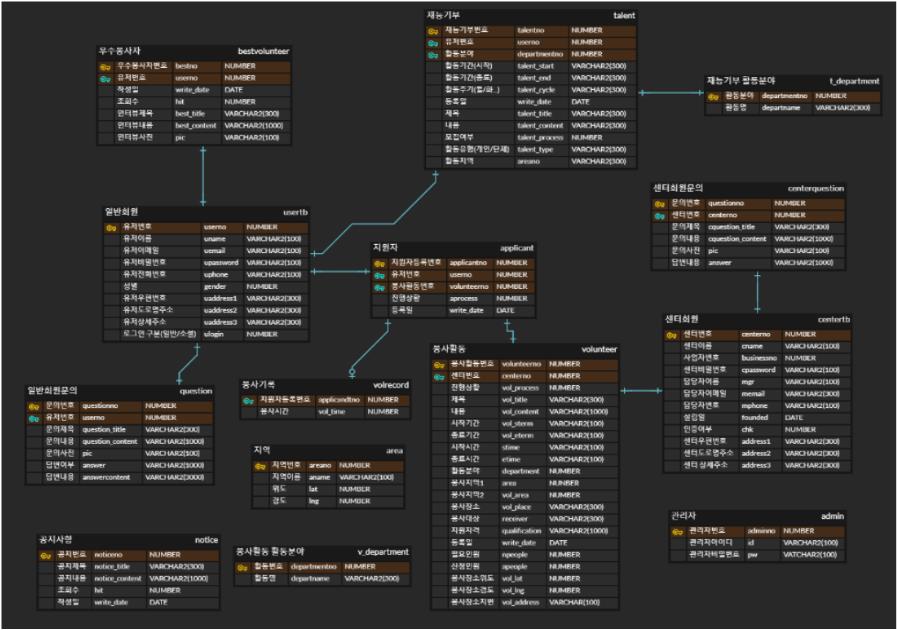 우수봉사자 bestvolunteer
우수봉사자번호 bestno NUMBER
유저번호 userno NUMBER
작성일 write_date DATE
조회수 hit NUMBER
인터뷰제목 best_title VARCHAR2(300)
인터뷰내용 best_content VARCHAR2(1000)
인터뷰사진 pic VARCHAR2(100)
재능기부 talent
재능기부번호 talentno NUMBER
유저번호 userno NUMBER
활동분야 departmentno NUMBER
활동기간(시작) talent_start VARCHAR2(300)
활동기간(종료) talent_end VARCHAR2(300)
활동주기(월/화..) talent_cycle VARCHAR2(300)
등록일 write_date DATE
제목 talent_title VARCHAR2(300)
내용 talent_content VARCHAR2(300)
모집여부 talent_process NUMBER
활동유형(개인/단체) talent_type VARCHAR2(300)
활동지역 areano VARCHAR2(300)
재능기부 활동분야 t_department
활동분야 departmentno NUMBER
활동명 departname VARCHAR2(300)
일반회원 usertb
유저번호 userno NUMBER
유저이름 uname VARCHAR2(100)
유저이메일 uemail VARCHAR2(100)
유저비밀번호 upassword VARCHAR2(100)
유저전화번호 uphone VARCHAR2(100)
성별 gender NUMBER
유저우편번호 uaddress1 VARCHAR2(300)
유저도로명주소 uaddress2 VARCHAR2(300)
유저상세주소 uaddress3 VARCHAR2(300)
로그인 구분(일반/소셜) ulogin NUMBER
지원자 applicant
지원자등록번호 applicantno NUMBER
유저번호 userno NUMBER
봉사활동번호 volunteerno NUMBER
진행상황 aprocess NUMBER
등록일 write_date DATE
센터회원문의 centerquestion
문의번호 questionno NUMBER
센터번호 centerno NUMBER
문의제목 cquestion_title VARCHAR2(300)
문의내용 cquestion_content VARCHAR2(1000)
문의사진 pic VARCHAR2(100)
답변내용 answer VARCHAR2(1000)
센터회원 centertb
센터번호 centerno NUMBER
센터이름 cname VARCHAR2(100)
사업자번호 businessno NUMBER
센터비밀번호 cpassword VARCHAR2(100)
담당자이름 mgr VARCHAR2(100)
담당자이메일 memail VARCHAR2(100)
담당자번호 mphone VARCHAR2(100)
설립일 founded DATE
인증여부 chk NUMBER
센터우편번호 address1 VARCHAR2(300)
센터도로명주소 address2 VARCHAR2(300)
센터 상세주소 address3 VARCHAR2(300)
봉사활동 volunteer
봉사활동번호 volunteerno NUMBER
센터번호 centerno NUMBER
진행상황 vol_process NUMBER
제목 vol_title VARCHAR2(300)
내용 vol_content VARCHAR2(1000)
시작기간 vol_sterm VARCHAR2(100)
종료기간 vol_eterm VARCHAR2(100)
시작시간 stime VARCHAR2(100)
종료시간 etime VARCHAR2(100)
활동분야 department NUMBER
봉사지역1 area NUMBER
봉사지역2 vol_area NUMBER
봉사장소 vol_place VARCHAR2(300)
봉사대상 receiver VARCHAR2(300)
지원자격 qualification VARCHAR2(1000)
등록일 write_date DATE
필요인원 npeople NUMBER
신청인원 apeople NUMBER
봉사장소위도 vol_lat NUMBER
봉사장소경도 vol_lng NUMBER
봉사장소지번 vol_address VARCHAR(100)
일반회원문의 question
문의번호 questionno NUMBER
유저번호 userno NUMBER
문의제목 question_title VARCHAR2(300)
문의내용 question_content VARCHAR2(1000)
문의사진 pic VARCHAR2(100)
답변여부 answer VARCHAR2(1000)
답변내용 answercontent VARCHAR2(3000)
봉사기록 volrecord
지원자등록번호 applicandtno NUMBER
봉사시간 vol_time NUMBER
지역 area
지역번호 areano NUMBER
지역이름 aname VARCHAR2(100)
위도 lat NUMBER
경도 lng NUMBER
공지사항 notice
공지번호 noticeno NUMBER
공지제목 notice_title VARCHAR2(300)
공지내용 notice_content VARCHAR2(1000)
조회수 hit NUMBER
작성일 write_date DATE
봉사활동 활동분야 v_department
활동번호 departmentno NUMBER
활동명 departname VARCHAR2(300)
관리자 admin
관리자번호 adminno NUMBER
관리자아이디 id VARCHAR2(100)
관리자비밀번호 pw VATCHAR2(100)